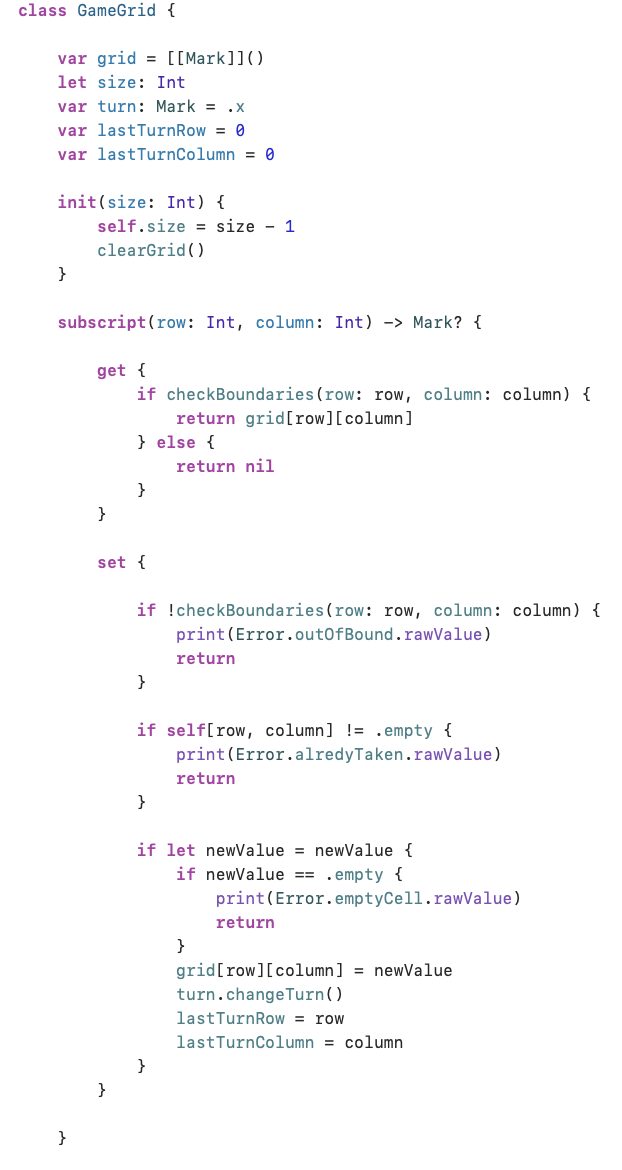 class GameGrid {
var grid = [[Mark]]()
let size: Int
var turn: Mark = .x
var lastTurnRow = 0
var lastTurnColumn = 0
init(size: Int) {
self.size = size - 1
clearGrid()
}
subscript(row: Int, column: Int) -> Mark? {
get {
if checkBoundaries(row: row, column: column) {
return grid[row][column]
} else {
return nil
}
}
set {
if !checkBoundaries(row: row, column: column) {
print(Error.outOfBound.rawValue)
return
}
if self[row, column] != .empty {
print(Error.alredyTaken.rawValue)
return
}
if let newValue = newValue {
if newValue == .empty {
print(Error.emptyCell.rawValue)
return
}
grid[row][column] = newValue
turn.changeTurn()
lastTurnRow = row
lastTurnColumn = column
}
}
}